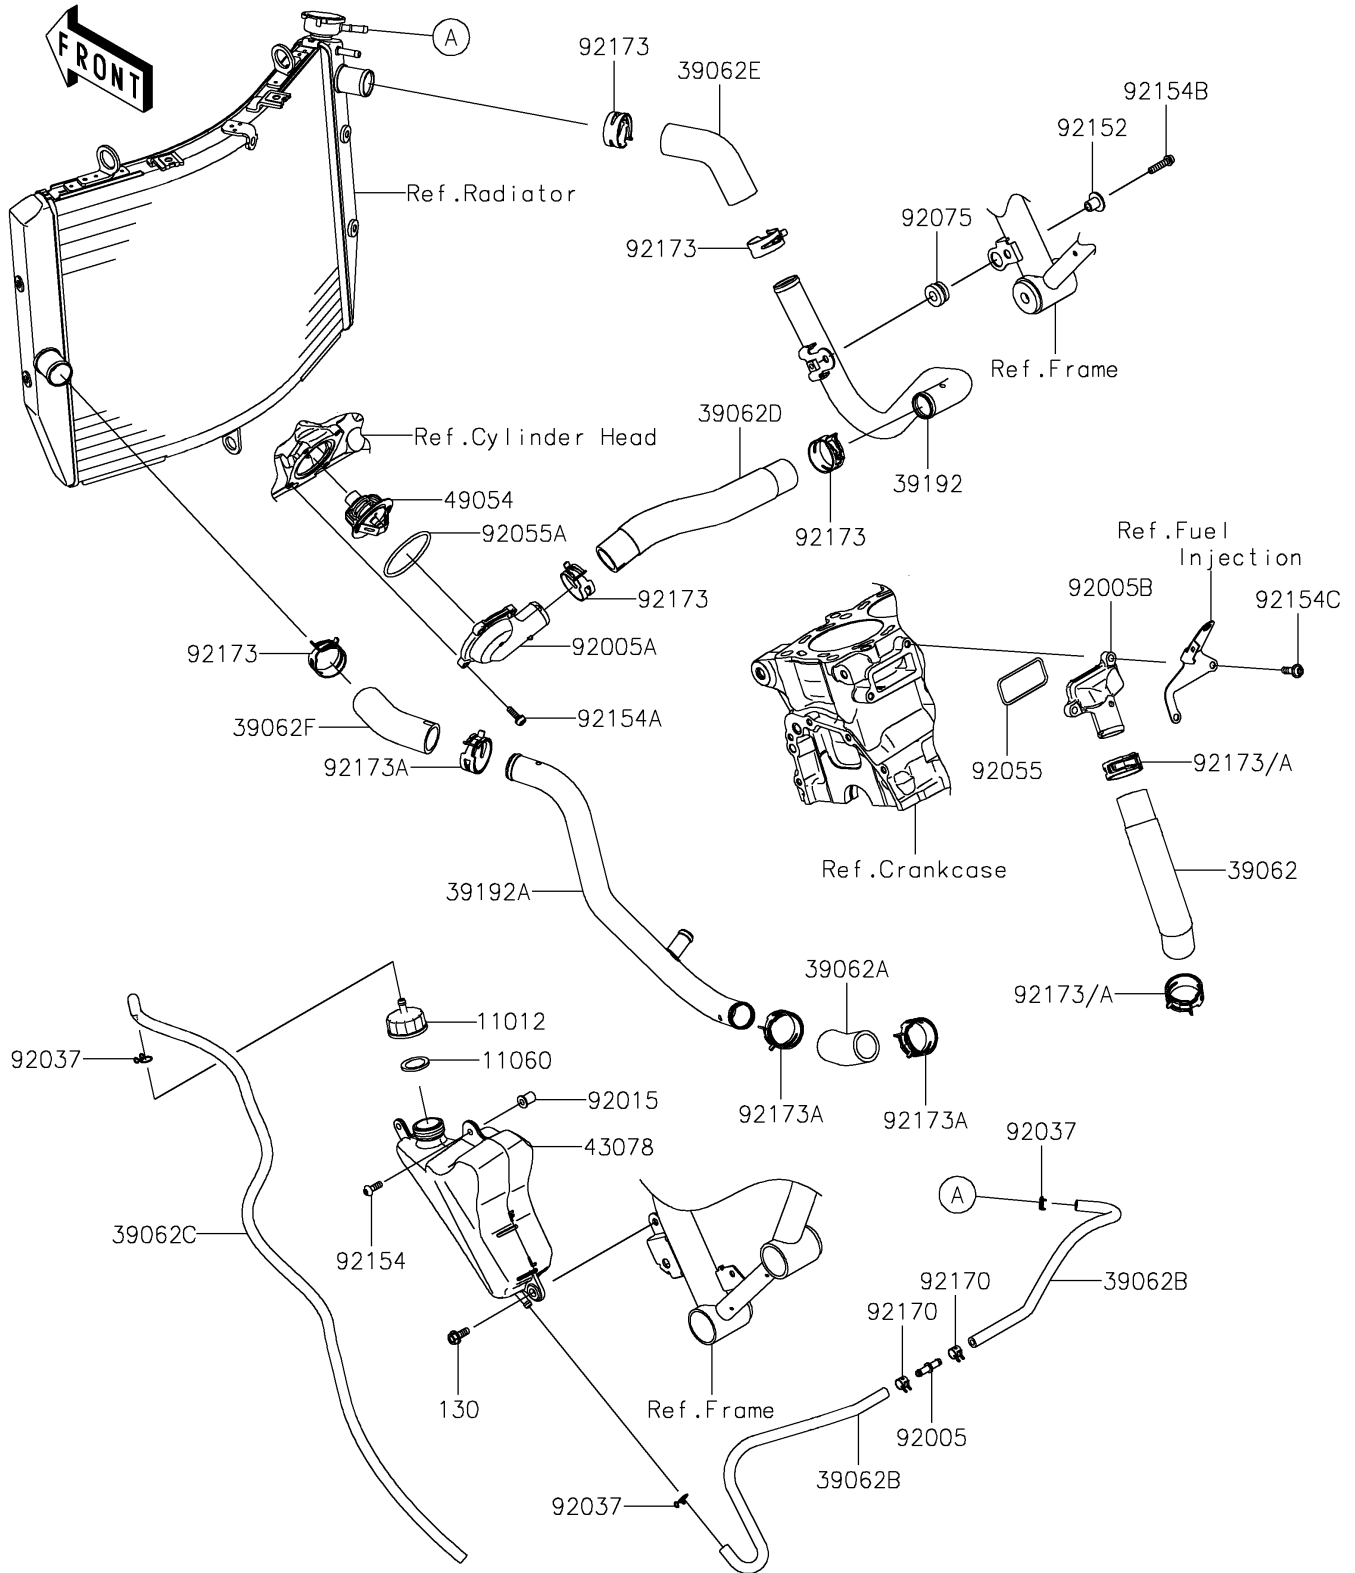 FRONT
A
92173
39062E
92154B
92152
Ref.Radiator
92173
92075
Ref.Frame
39062D
Ref.Cylinder Head
49054
39192
92055A
92173
Ref.Fuel
Injection
92173
92005B
92154C
92173
92005A
39062F
92154A
92173A
92055
92173/A
Ref.Crankcase
39062
39192A
39062A
92173/A
11012
92037
11060
92015
92173A
92173A
43078
92037
A
39062C
92154
92170
39062B
92170
130
Ref.Frame
92005
39062B
92037